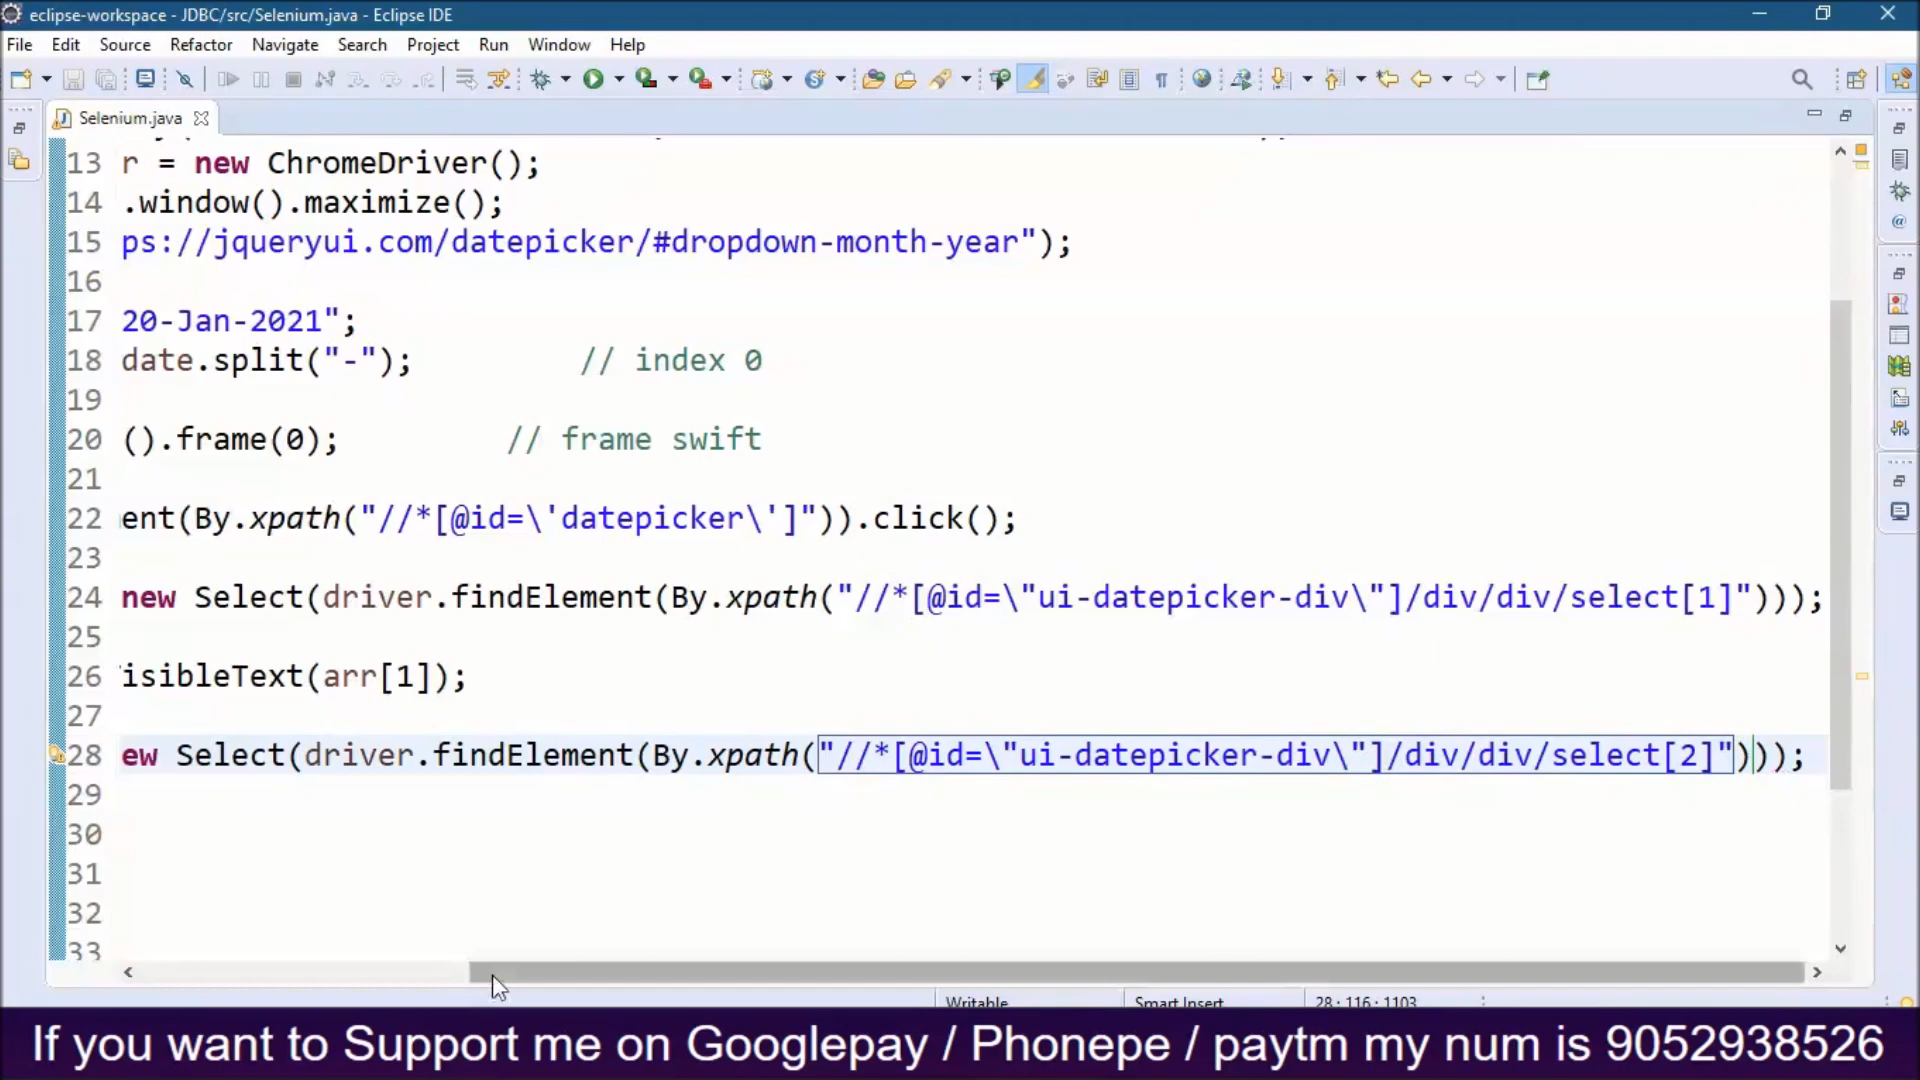 eclipse-workspace - JDBC/src/Selenium.java - Eclipse IDE
File Edit Source Refactor Navigate Search Project Run Window Help
Selenium.java
13 r = new ChromeDriver();
14 .window().maximize();
15 ps://jqueryui.com/datepicker/#dropdown-month-year");
16
17 20-Jan-2021";
18 date.split("-"); // index 0
19
20 ().frame(0); // frame swift
21
22 ent(By.xpath("//*[@id=\'datepicker\']")).click();
23
24 new Select(driver.findElement(By.xpath("//*[@id=\"ui-datepicker-div\"]/div/div/select[1]")));
25
26 isibleText(arr[1]);
27
28 ew Select(driver.findElement(By.xpath("//*[@id=\"ui-datepicker-div\"]/div/div/select[2]")));
29
30
31
32
33
Writable Smart Insert 28 : 116 : 1103
If you want to Support me on Googlepay / Phonepe / paytm my num is 9052938526